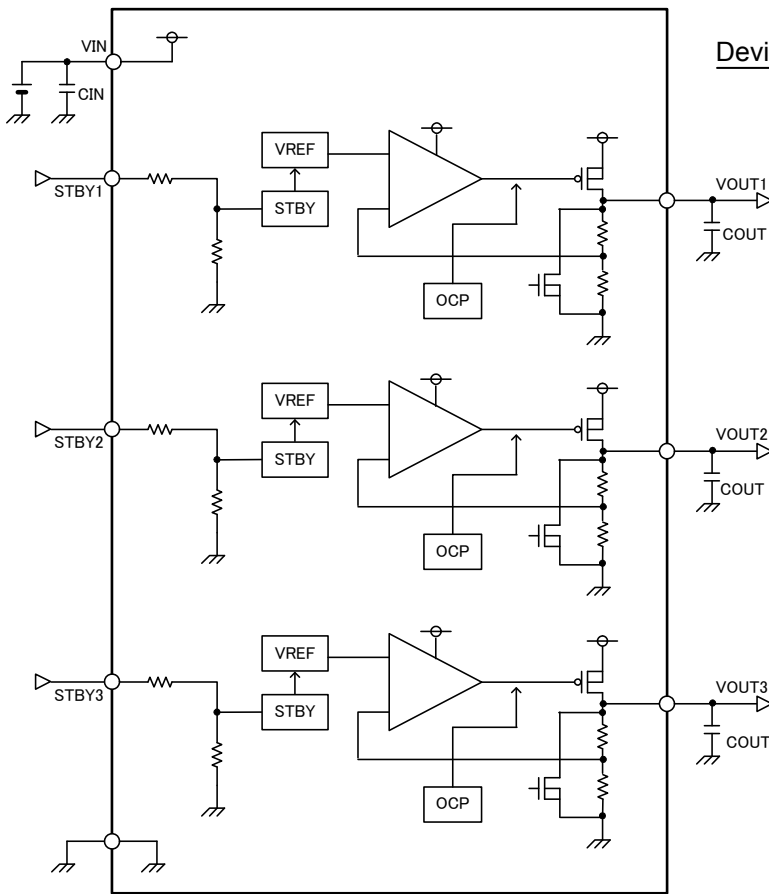 VIN
Devi
CIN
VREF
STBY1
STBY
VOUT1
COUT
OCP
VREF
STBY2
STBY
VOUT2
COUT
OCP
VREF
STBY3
STBY
VOUT3
COUT
OCP